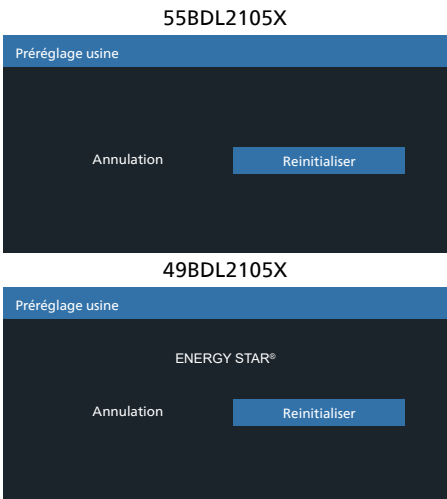 55BDL2105X
Préréglage usine
Annulation Reinitialiser
49BDL2105X
Préréglage usine
ENERGY STAR®
Annulation Reinitialiser